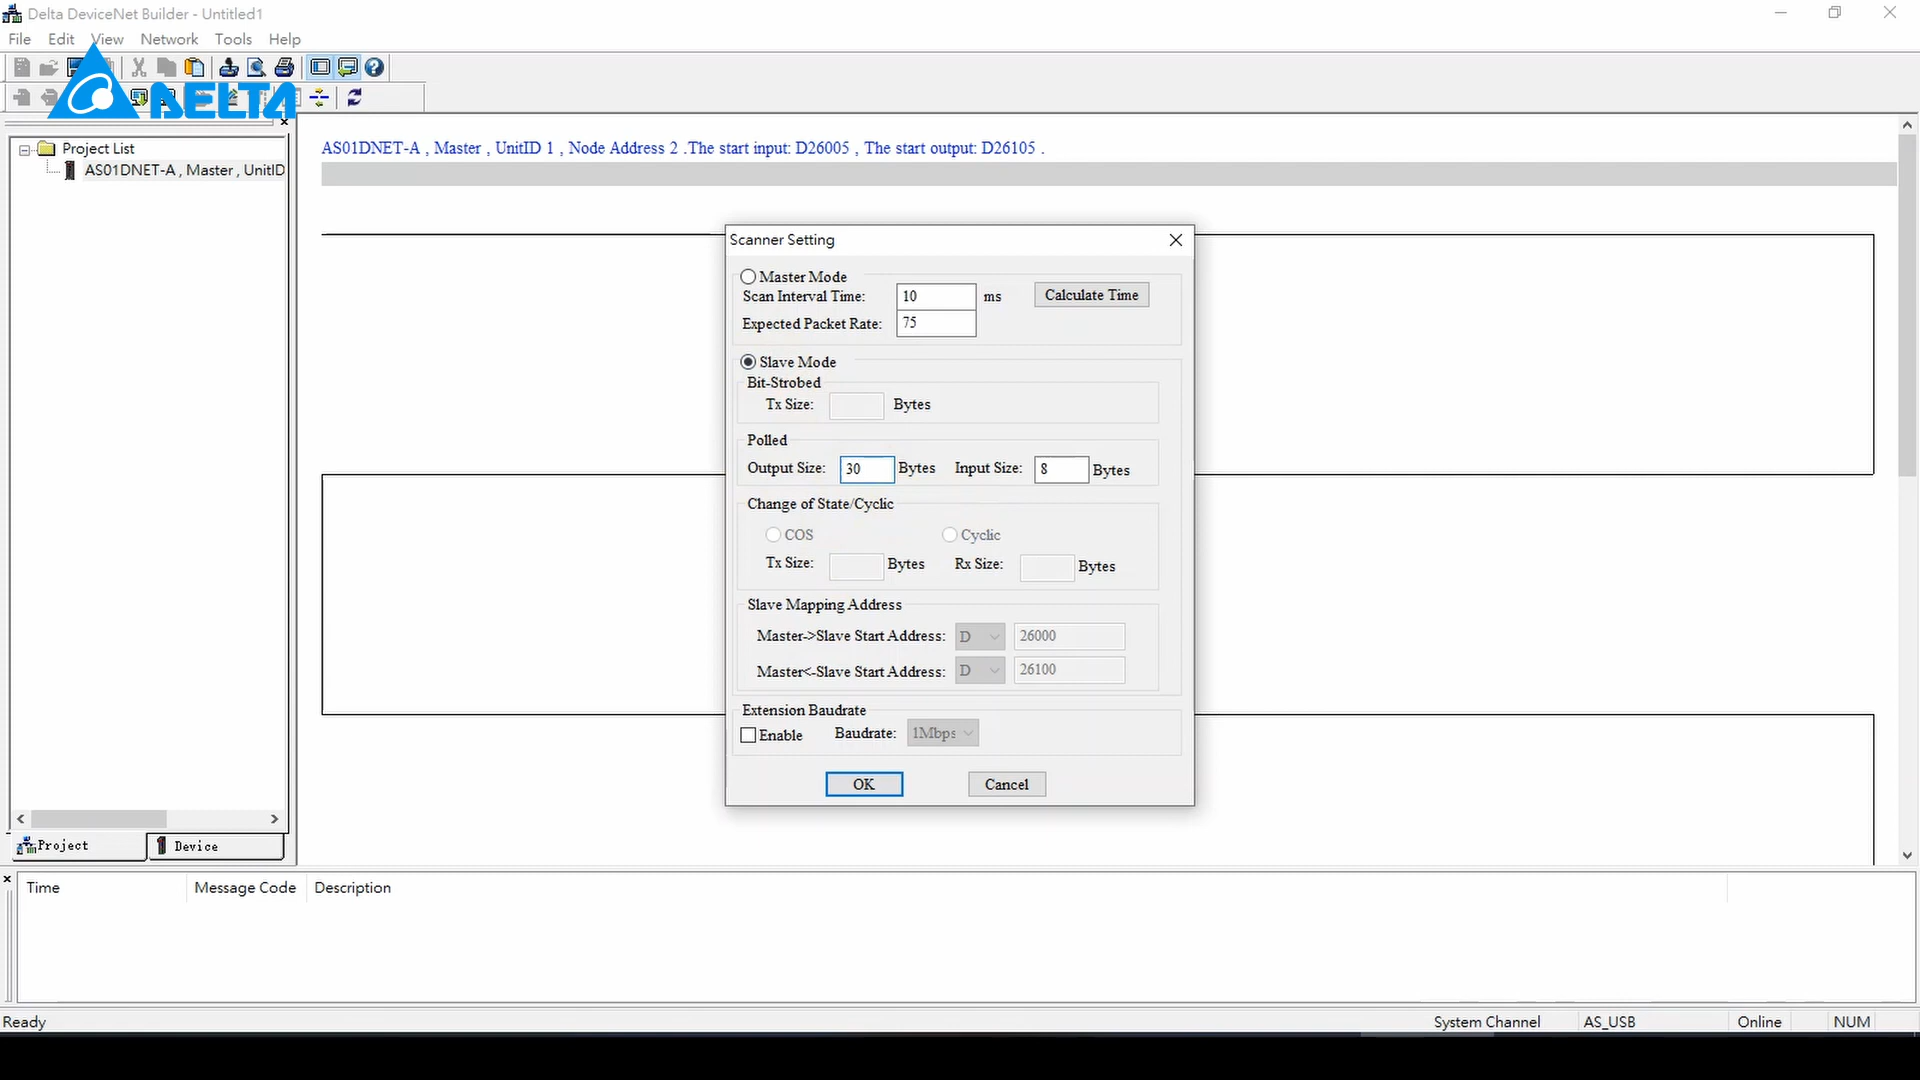 Delta DeviceNet Builder - Untitled1
File Edit View Network Tools Help
DELTA
Project List
AS01DNET-A , Master , UnitID
AS01DNET-A , Master , UnitID 1 , Node Address 2 .The start input: D26005 , The start output: D26105 .
Scanner Setting
Master Mode
Scan Interval Time: 10 ms Calculate Time
Expected Packet Rate: 75
Slave Mode
Bit-Strobed
Tx Size: Bytes
Polled
Output Size: 30 Bytes Input Size: 8 Bytes
Change of State/Cyclic
COS Cyclic
Tx Size: Bytes Rx Size: Bytes
Slave Mapping Address
Master->Slave Start Address: D 26000
Master<-Slave Start Address: D 26100
Extension Baudrate
Enable Baudrate: 1Mbps
OK Cancel
Project Device
Time Message Code Description
Ready System Channel AS_USB Online NUM